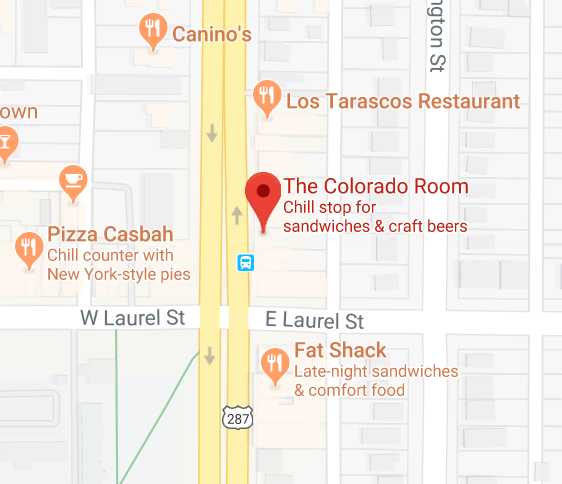 Canino's
ngton St
Los Tarascos Restaurant
own
The Colorado Room
Chill stop for
sandwiches & craft beers
Pizza Casbah
Chill counter with
New York-style pies
W Laurel St
E Laurel St
Fat Shack
Late-night sandwiches
& comfort food
287